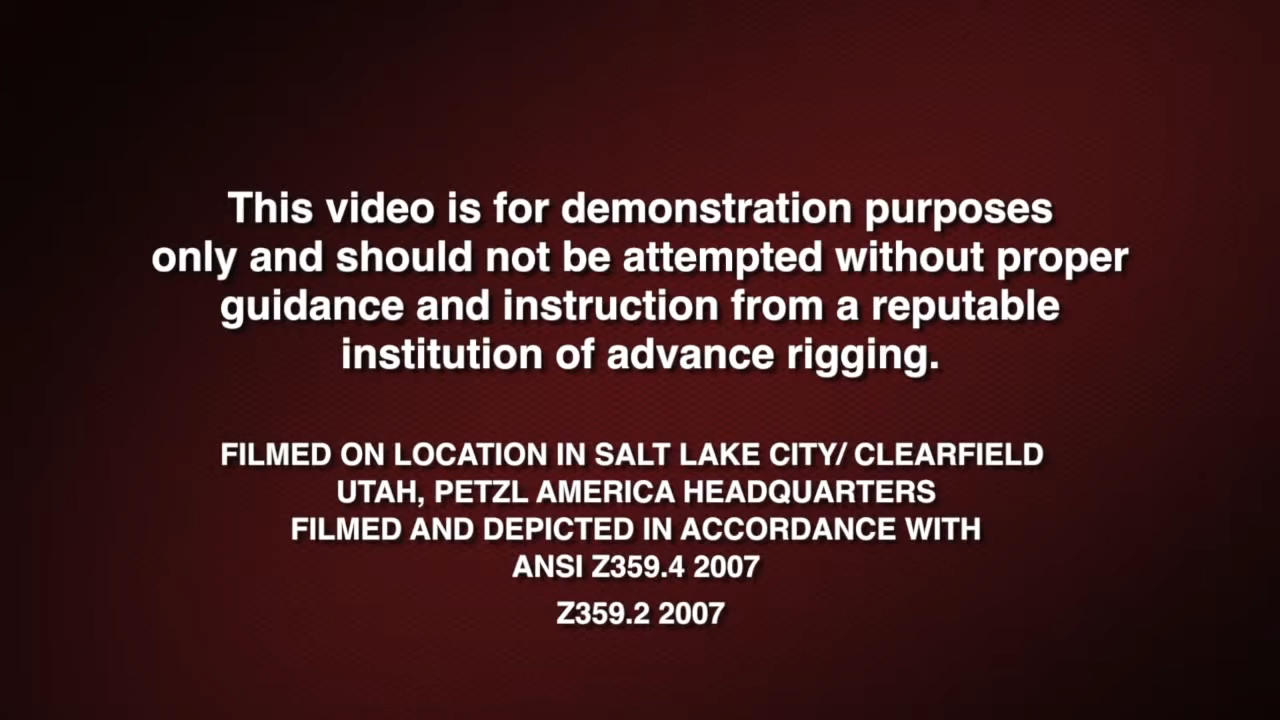 This video is for demonstration purposes
only and should not be attempted without proper
guidance and instruction from a reputable
institution of advance rigging.
FILMED ON LOCATION IN SALT LAKE CITY/ CLEARFIELD
UTAH, PETZL AMERICA HEADQUARTERS
FILMED AND DEPICTED IN ACCORDANCE WITH
ANSI Z359.4 2007
Z359.2 2007